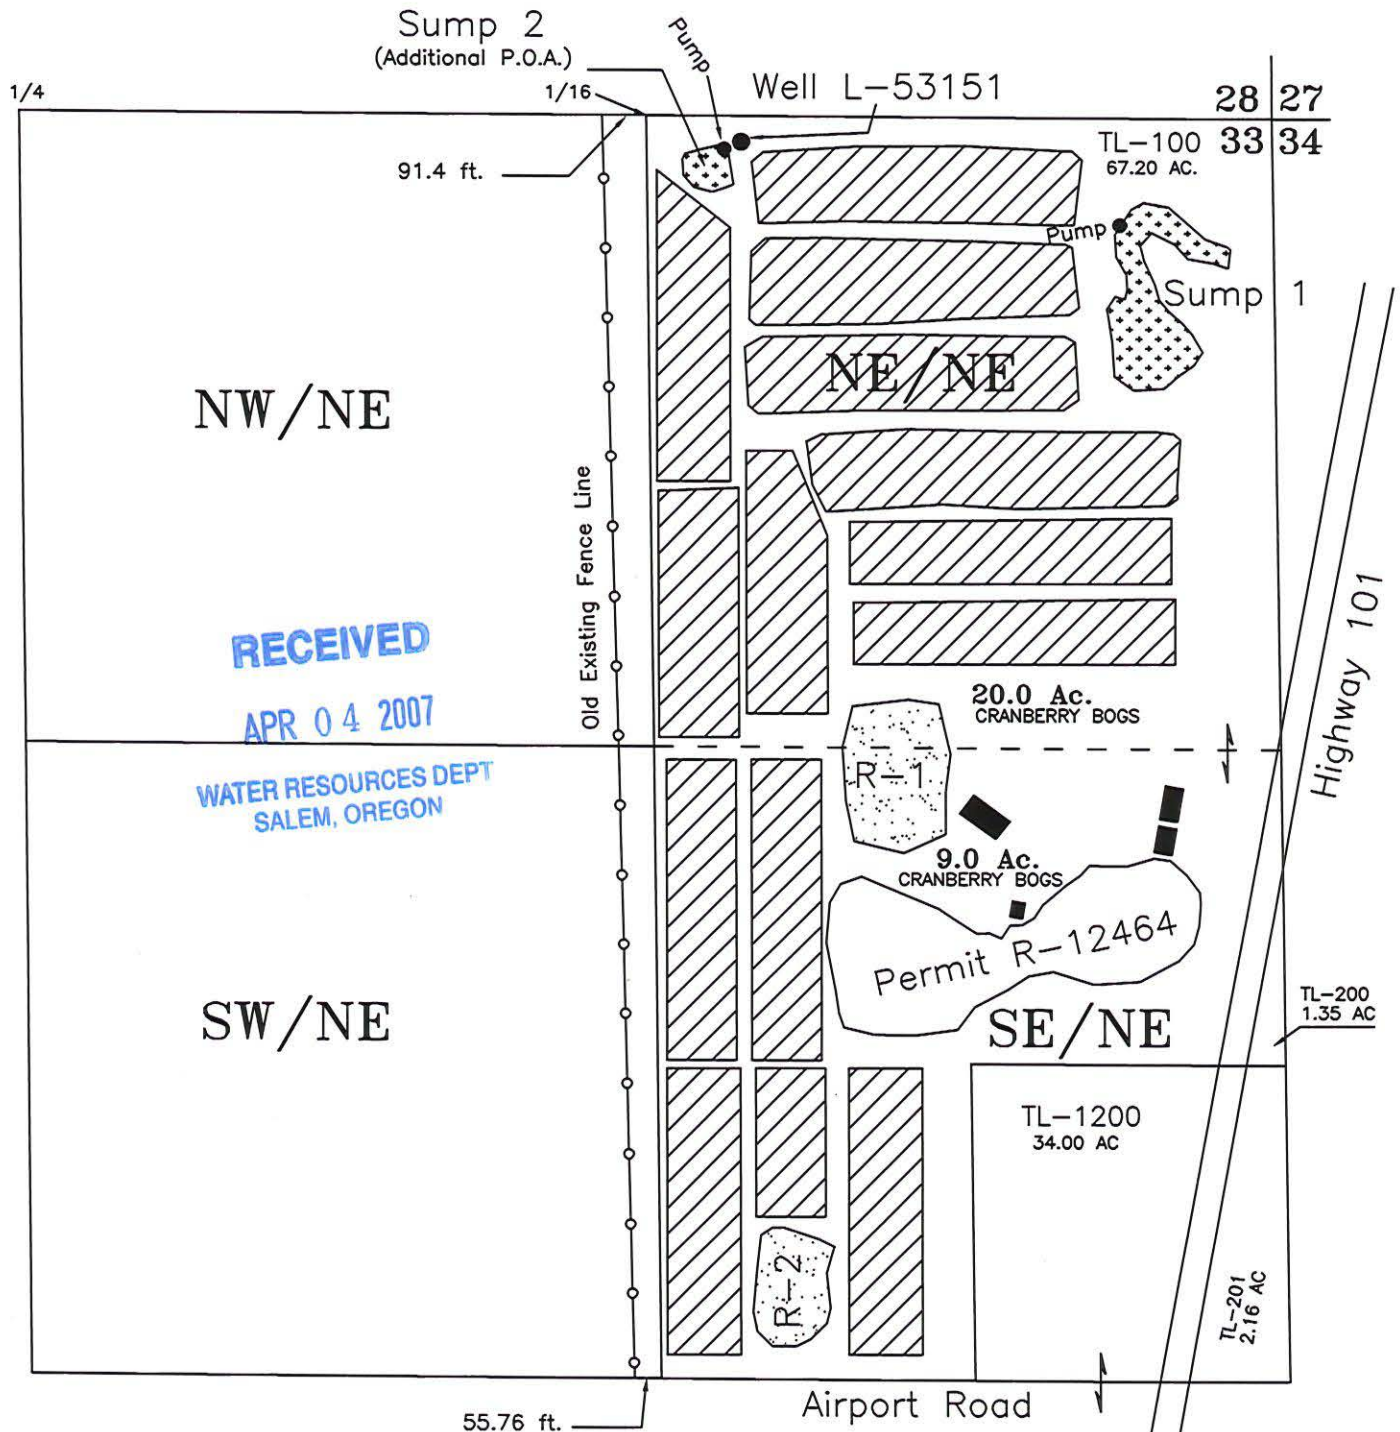 Sump 2
(Additional P.O.A.)
Pump
Well L-53151
1/4
1/16
28 27
33 34
TL-100
67.20 AC.
91.4 ft.
Pump
Sump 1
NW/NE
NE/NE
Old Existing Fence Line
Highway 101
RECEIVED
APR 04 2007
WATER RESOURCES DEPT
SALEM, OREGON
20.0 Ac.
CRANBERRY BOGS
R-1
9.0 Ac.
CRANBERRY BOGS
Permit R-12464
SW/NE
SE/NE
TL-200
1.35 AC
TL-1200
34.00 AC
R-2
TL-201
2.16 AC
55.76 ft.
Airport Road